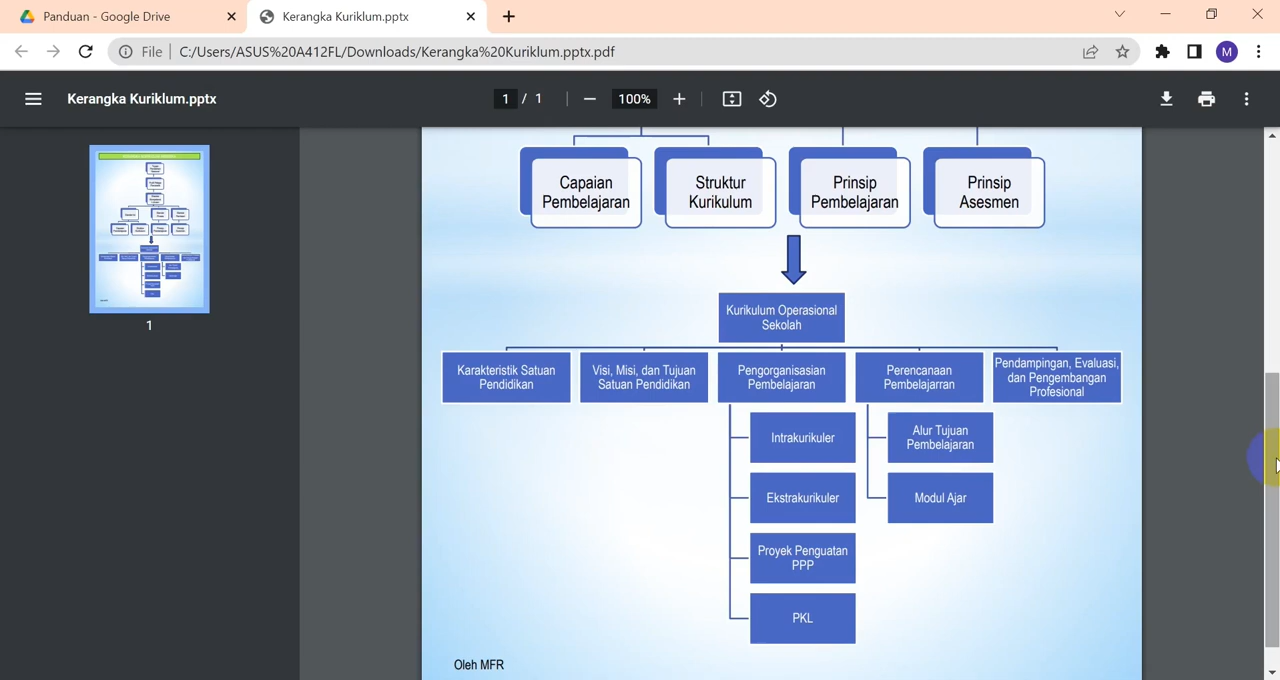 Panduan - Google Drive
Kerangka Kuriklum.pptx
File
C:/Users/ASUS%20A412FL/Downloads/Kerangka%20Kuriklum.pptx.pdf
M
Kerangka Kuriklum.pptx
1 / 1
100%
1
Capaian
Pembelajaran
Struktur
Kurikulum
Prinsip
Pembelajaran
Prinsip
Asesmen
Kurikulum Operasional
Sekolah
Karakteristik Satuan
Pendidikan
Visi, Misi, dan Tujuan
Satuan Pendidikan
Pengorganisasian
Pembelajaran
Perencanaan
Pembelajarran
Pendampingan, Evaluasi,
dan Pengembangan
Profesional
Intrakurikuler
Ekstrakurikuler
Proyek Penguatan
PPP
PKL
Alur Tujuan
Pembelajaran
Modul Ajar
Oleh MFR